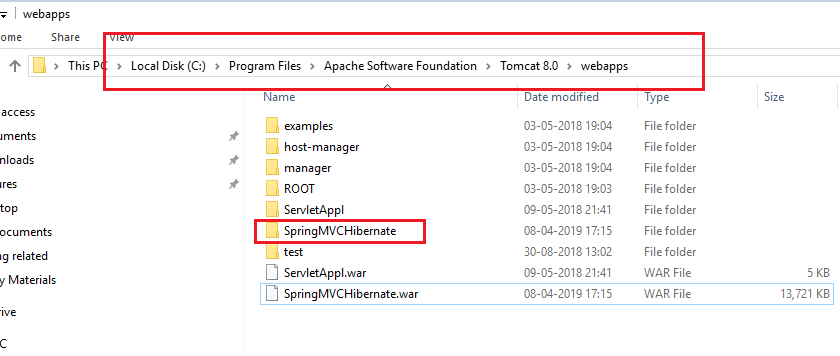 webapps
ome Share View
This PC Local Disk (C:) Program Files Apache Software Foundation Tomcat 8.0 webapps
Name Date modified Type Size
access
uments
nloads
ures
top
Documents
ing related
y Materials
rive
C
examples 03-05-2018 19:04 File folder
host-manager 03-05-2018 19:04 File folder
manager 03-05-2018 19:04 File folder
ROOT 03-05-2018 19:03 File folder
ServletAppl 09-05-2018 21:41 File folder
SpringMVCHibernate 08-04-2019 17:15 File folder
test 30-08-2018 13:02 File folder
ServletAppl.war 09-05-2018 21:41 WAR File 5 KB
SpringMVCHibernate.war 08-04-2019 17:15 WAR File 13,721 KB